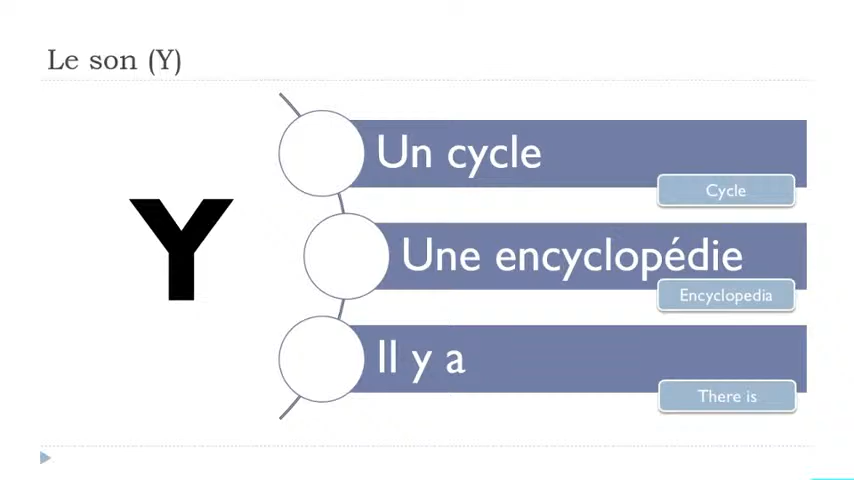 Le son (Y)
Y
Un cycle
Cycle
Une encyclopédie
Encyclopedia
Il y a
There is